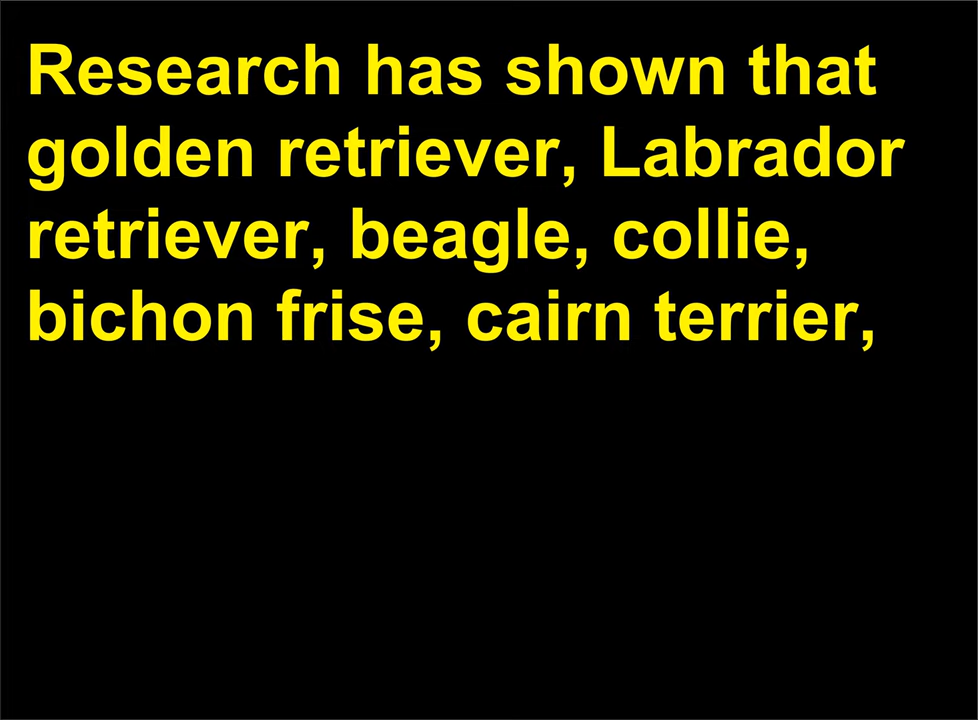 Research has shown that
golden retriever, Labrador
retriever, beagle, collie,
bichon frise, cairn terrier,